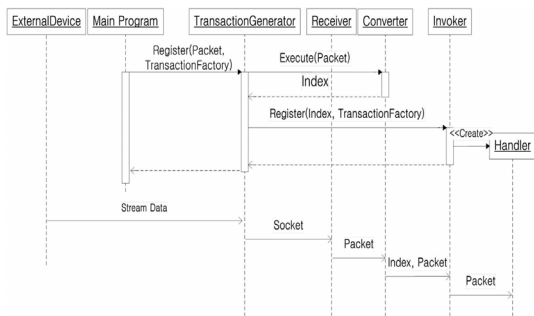 ExternalDevice
Main Program
TransactionGenerator
Receiver
Converter
Invoker
Register(Packet,
TransactionFactory)
Execute(Packet)
Index
Register(Index, TransactionFactory)
<<Create>>
Handler
Stream Data
Socket
Packet
Index, Packet
Packet